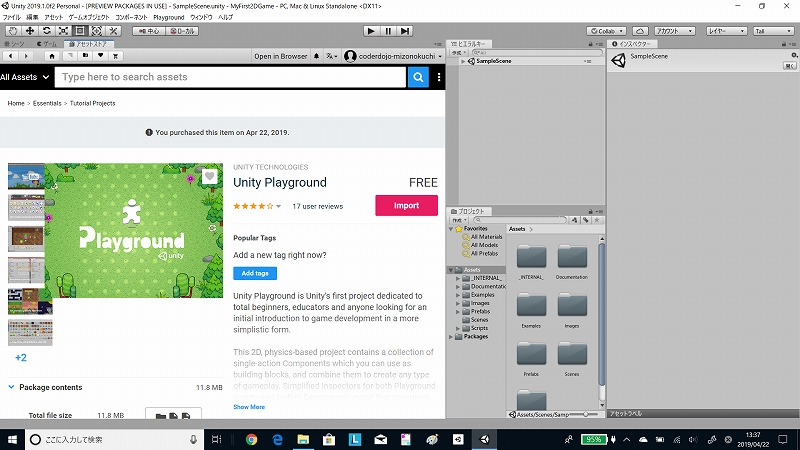 Unity 2019.1.0f2 Personal - [PREVIEW PACKAGES IN USE] - SampleScene.unity - MyFirst2DGame - PC, Mac & Linux Standalone <DX11>
ファイル 編集 アセット ゲームオブジェクト コンポーネント Playground ウィンドウ ヘルプ
中心 ローカル Collab アカウント レイヤー Tall
シーン ゲーム アセットストア
Open in Browser coderdojo-mizonokuchi
All Assets Type here to search assets
Home > Essentials > Tutorial Projects
You purchased this item on Apr 22, 2019.
Playground
unity
+2
UNITY TECHNOLOGIES
Unity Playground FREE
17 user reviews Import
Popular Tags
Add a new tag right now?
Add tags
Unity Playground is Unity's first project dedicated to
total beginners, educators and anyone looking for an
initial introduction to game development in a more
simplistic form.
This 2D, physics-based project contains a collection of
single-action Components which you can use as
building blocks, and combine them to create any type
of gameplay. Simplified Inspectors for both Playground
Show More
Package contents 11.8 MB
Total file size 11.8 MB
ヒエラルキー
作成 All
SampleScene
インスペクター
SampleScene
開く
プロジェクト
作成
Favorites
All Materials
All Models
All Prefabs
Assets
_INTERNAL_
Documentatio
Examples
Images
Prefabs
Scenes
Scripts
Packages
Assets >
_INTERNAL_ Documentation
Examples Images
Prefabs Scenes
Assets/Scenes/Samp
アセットラベル
ここに入力して検索
95%
13:37
2019/04/22